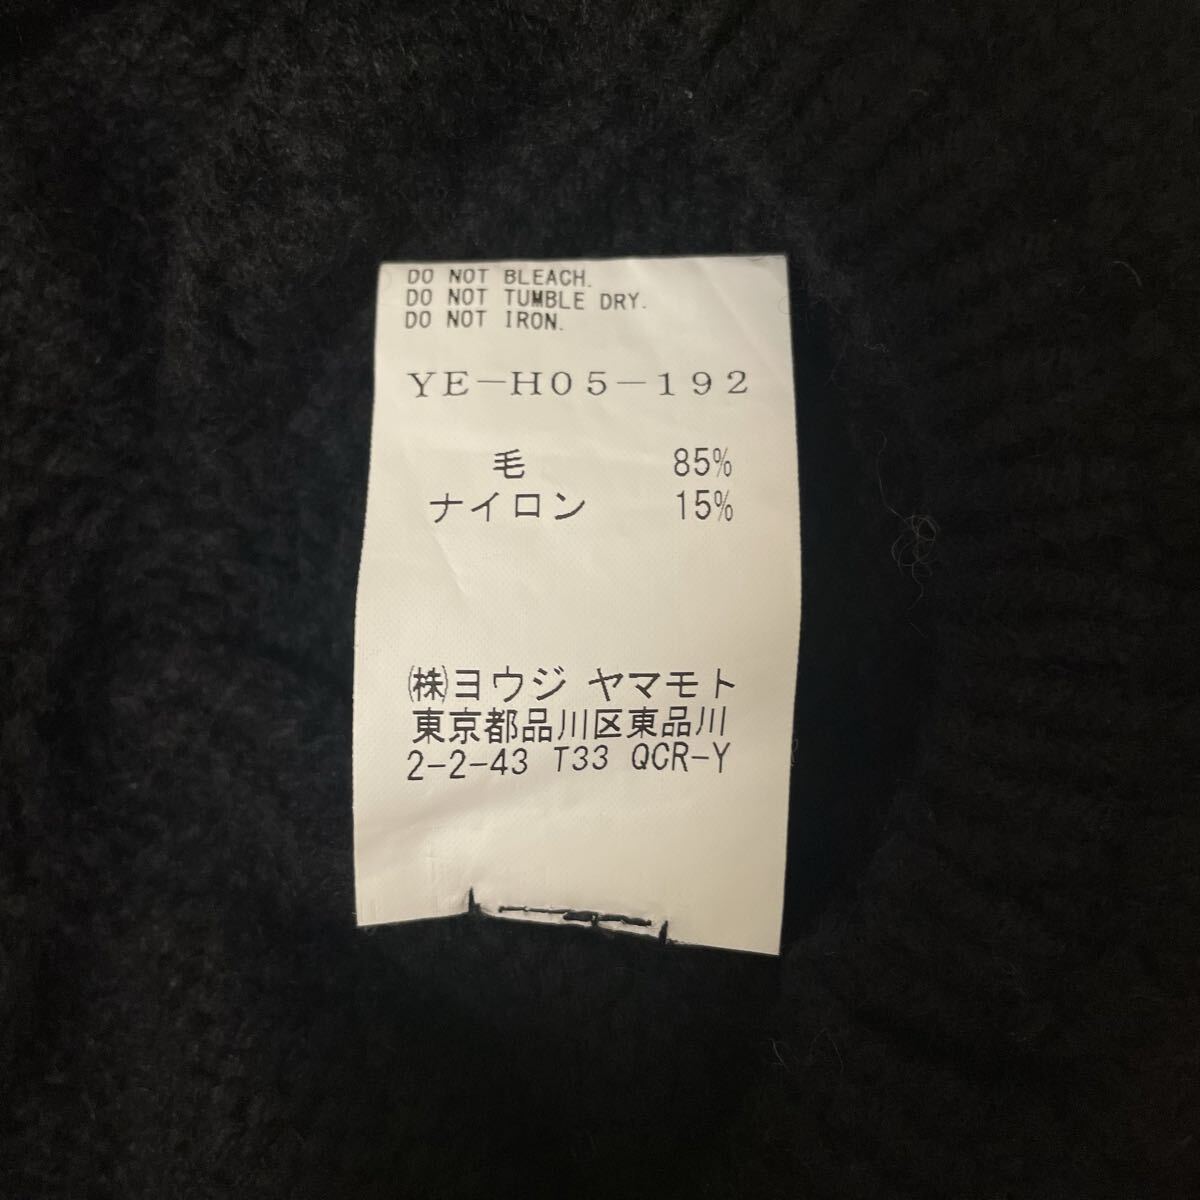 DO NOT BLEACH.
DO NOT TUMBLE DRY.
DO NOT IRON.
YE-H05-192
毛 85%
ナイロン 15%
㈱ヨウジ ヤマモト
東京都品川区東品川
2-2-43 T33 QCR-Y